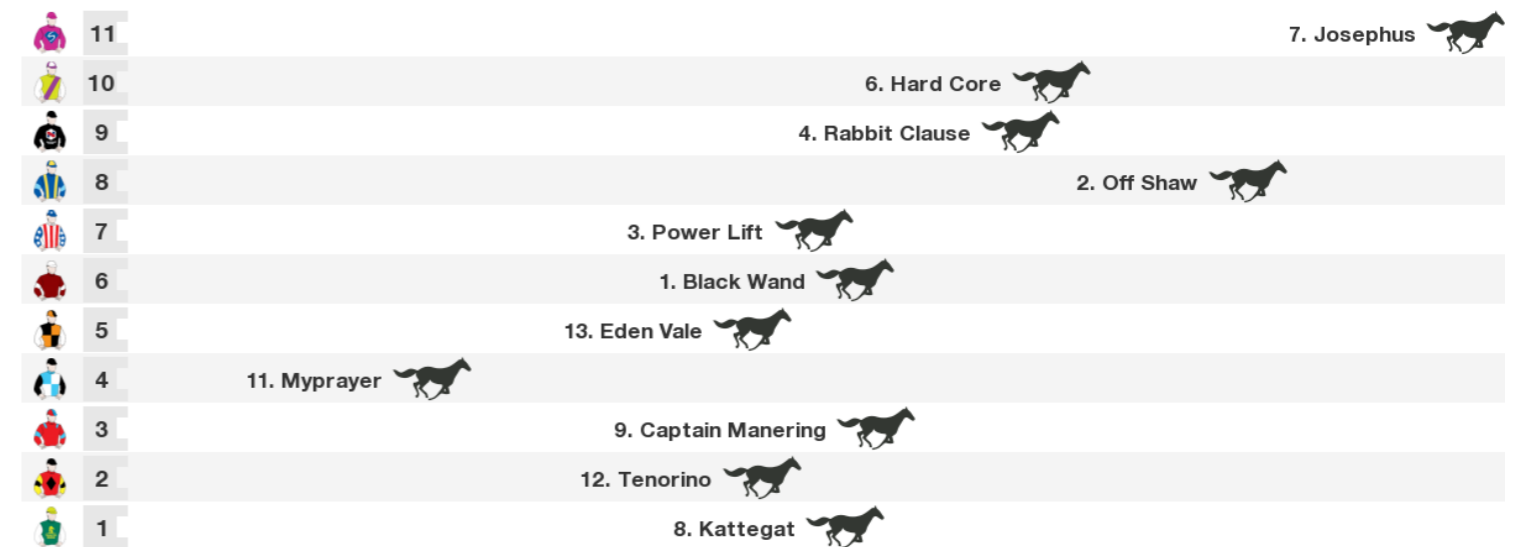 11 7. Josephus
10 6. Hard Core
9 4. Rabbit Clause
8 2. Off Shaw
7 3. Power Lift
6 1. Black Wand
5 13. Eden Vale
4 11. Myprayer
3 9. Captain Manering
2 12. Tenorino
1 8. Kattegat